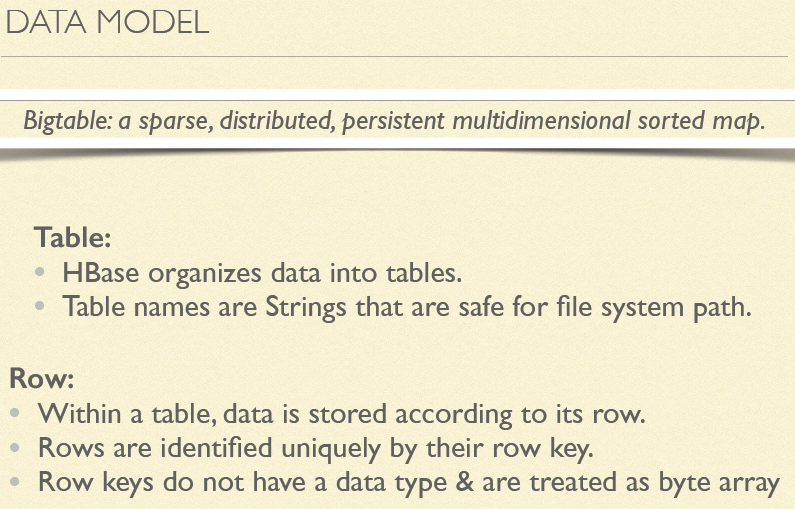 DATA MODEL
Bigtable: a sparse, distributed, persistent multidimensional sorted map.
Table:
• HBase organizes data into tables.
• Table names are Strings that are safe for file system path.
Row:
• Within a table, data is stored according to its row.
• Rows are identified uniquely by their row key.
• Row keys do not have a data type & are treated as byte array